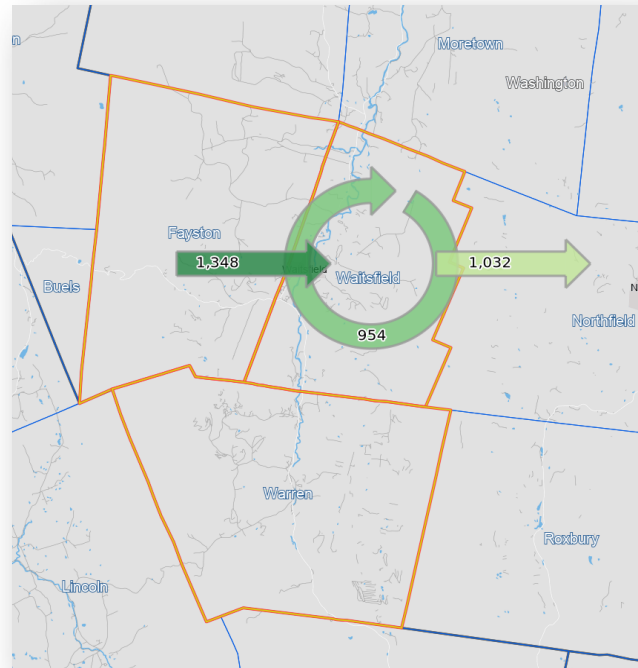 Moretown
Washington
Fayston
1,348
Waitsfield
1,032
Buels
954
Northfield
Warren
Roxbury
Lincoln